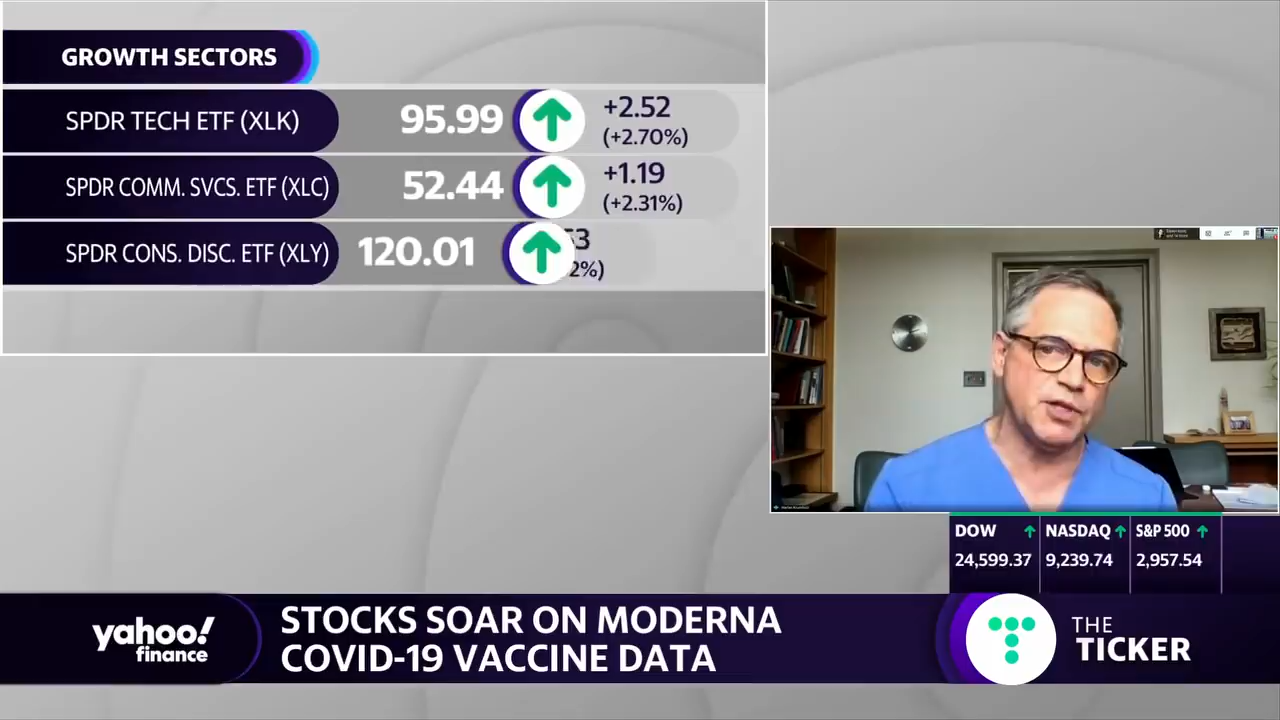 GROWTH SECTORS
SPDR TECH ETF (XLK) 95.99 +2.52
(+2.70%)
SPDR COMM. SVCS. ETF (XLC) 52.44 +1.19
(+2.31%)
SPDR CONS. DISC. ETF (XLY) 120.01 53
2%)
DOW NASDAQ S&P 500
24,599.37 9,239.74 2,957.54
yahoo!
finance
STOCKS SOAR ON MODERNA
COVID-19 VACCINE DATA
THE
TICKER